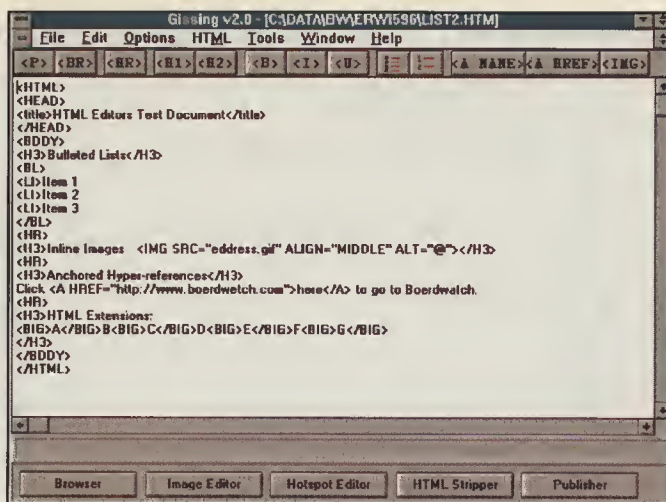 Gissing v2.0 - [C:\DATA\BW\ERWI596\LIST2.HTM]
File Edit Options HTML Tools Window Help
<P> <BR> <HR> <H1> <H2> <B> <I> <U> <A NAME> <A HREF> <IMG>
<HTML>
<HEAD>
<title>HTML Editors Test Document</title>
</HEAD>
<BODY>
<H3>Bulleted Lists</H3>
<BL>
<LI>Item 1
<LI>Item 2
<LI>Item 3
</BL>
<HR>
<H3>Inline Images <IMG SRC="address.gif" ALIGN="MIDDLE" ALT="@"></H3>
<HR>
<H3>Anchored Hyper-references</H3>
Click <A HREF="http://www.boardwatch.com">here</A> to go to Boardwatch.
<HR>
<H3>HTML Extensions:
<BIG>A</BIG>B<BIG>C</BIG>D<BIG>E</BIG>F<BIG>G</BIG>
</H3>
</BODY>
</HTML>
Browser Image Editor Hotspot Editor HTML Stripper Publisher